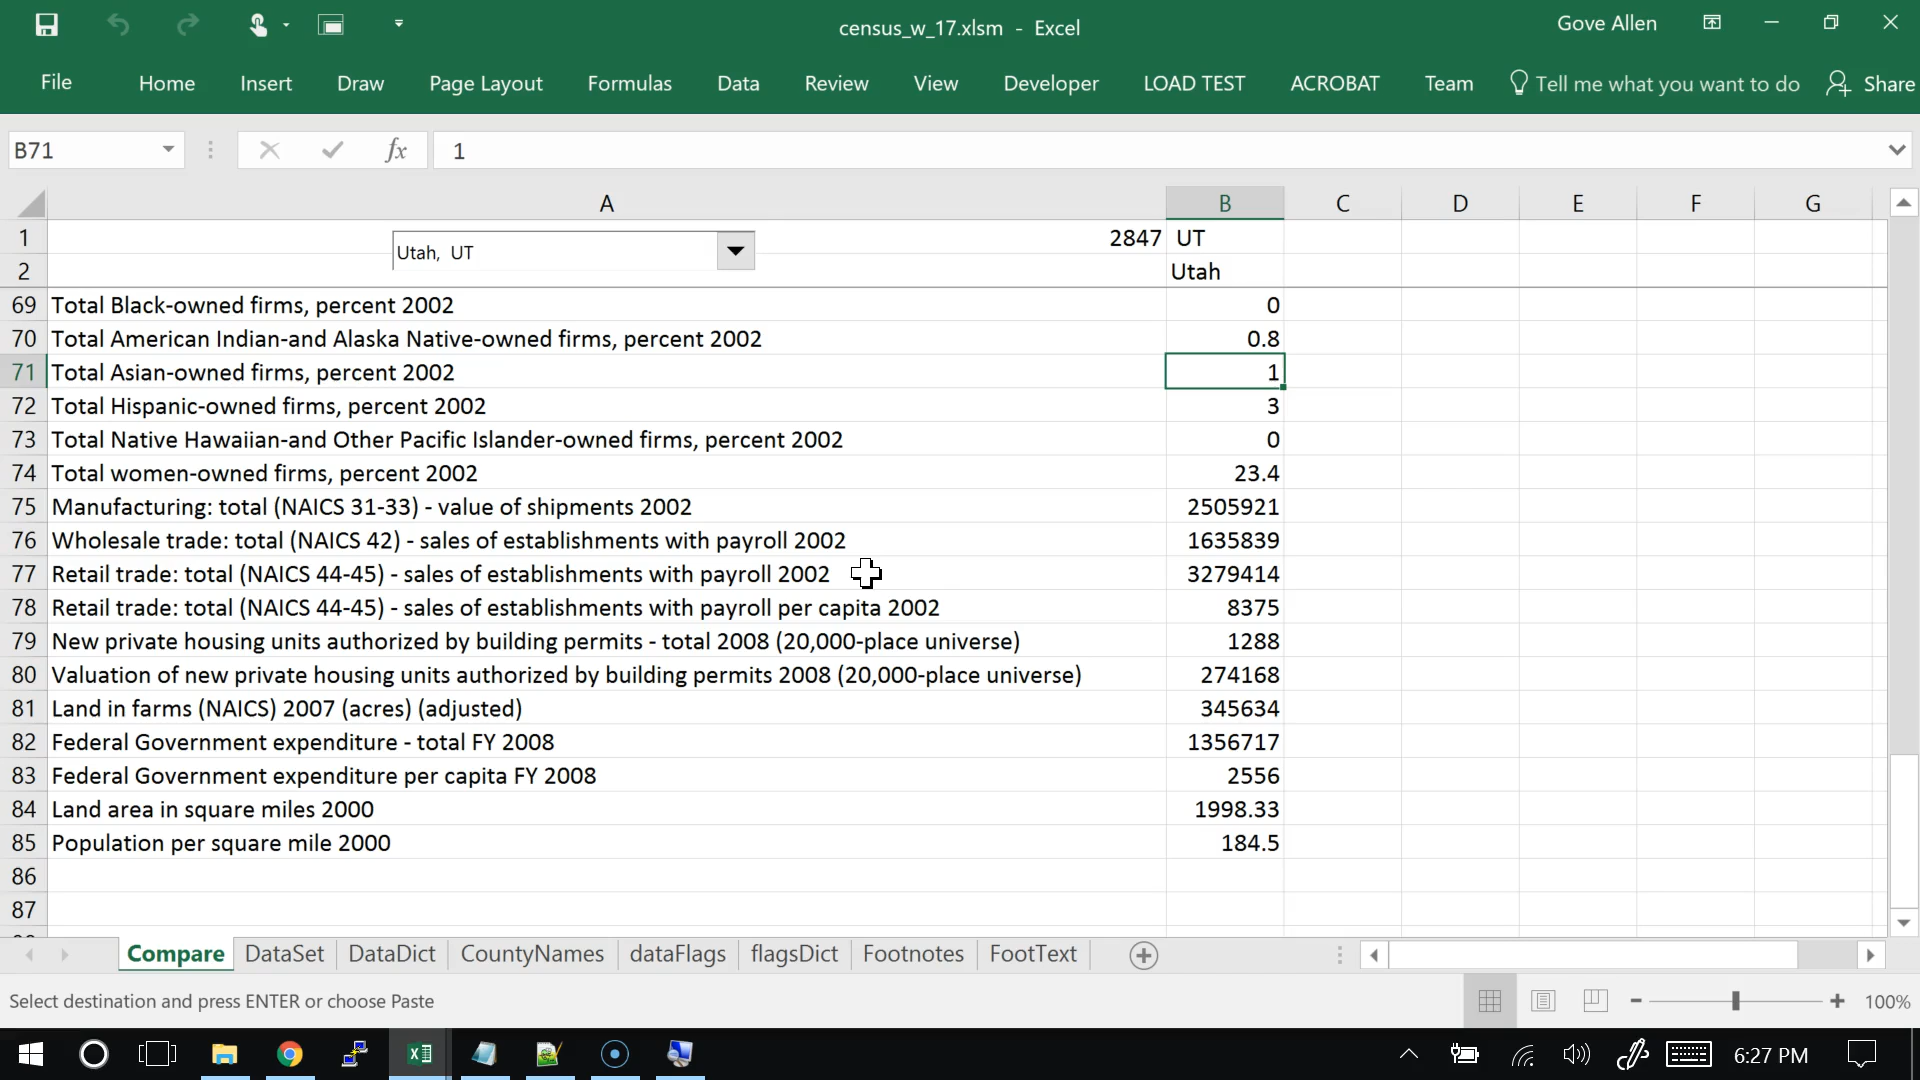 census_w_17.xlsm - Excel
Gove Allen
File Home Insert Draw Page Layout Formulas Data Review View Developer LOAD TEST ACROBAT Team Tell me what you want to do Share
B71 fx 1
A B C D E F G
1 Utah, UT 2847 UT
2 Utah
69 Total Black-owned firms, percent 2002 0
70 Total American Indian-and Alaska Native-owned firms, percent 2002 0.8
71 Total Asian-owned firms, percent 2002 1
72 Total Hispanic-owned firms, percent 2002 3
73 Total Native Hawaiian-and Other Pacific Islander-owned firms, percent 2002 0
74 Total women-owned firms, percent 2002 23.4
75 Manufacturing: total (NAICS 31-33) - value of shipments 2002 2505921
76 Wholesale trade: total (NAICS 42) - sales of establishments with payroll 2002 1635839
77 Retail trade: total (NAICS 44-45) - sales of establishments with payroll 2002 3279414
78 Retail trade: total (NAICS 44-45) - sales of establishments with payroll per capita 2002 8375
79 New private housing units authorized by building permits - total 2008 (20,000-place universe) 1288
80 Valuation of new private housing units authorized by building permits 2008 (20,000-place universe) 274168
81 Land in farms (NAICS) 2007 (acres) (adjusted) 345634
82 Federal Government expenditure - total FY 2008 1356717
83 Federal Government expenditure per capita FY 2008 2556
84 Land area in square miles 2000 1998.33
85 Population per square mile 2000 184.5
86
87
Compare DataSet DataDict CountyNames dataFlags flagsDict Footnotes FootText
Select destination and press ENTER or choose Paste 100%
6:27 PM